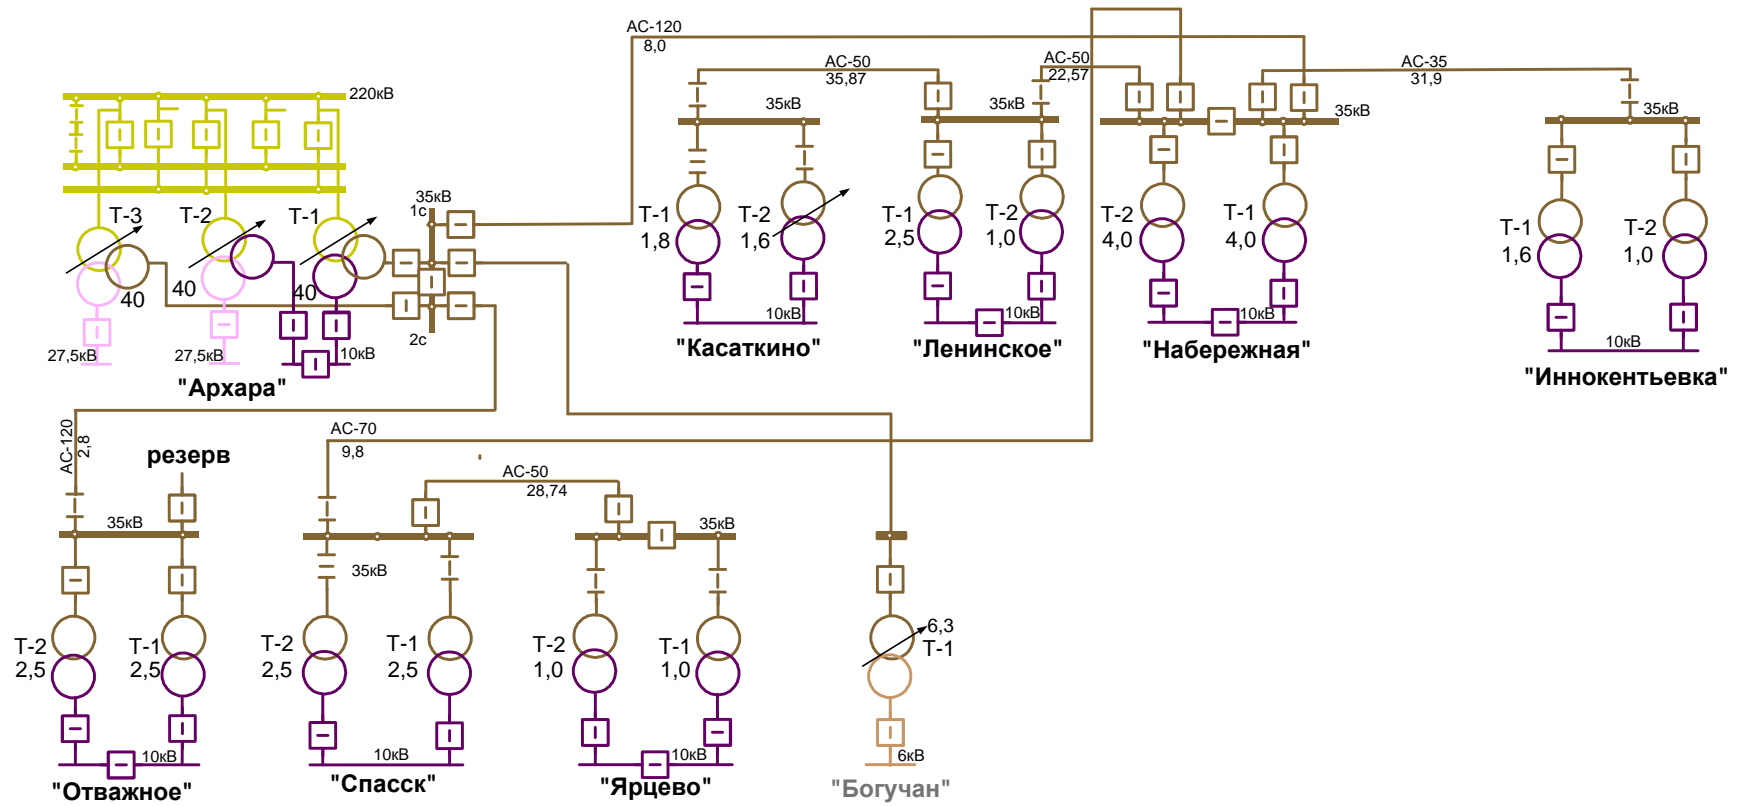 220кВ
Т-3
Т-2
Т-1
40
40
40
27,5кВ
27,5кВ
10кВ
"Архара"
35кВ
1с
2с
АС-120
8,0
АС-50
35,87
АС-50
22,57
АС-35
31,9
35кВ
Т-1
1,8
Т-2
1,6
10кВ
"Касаткино"
35кВ
Т-1
2,5
Т-2
1,0
10кВ
"Ленинское"
35кВ
Т-2
4,0
Т-1
4,0
10кВ
"Набережная"
35кВ
Т-1
1,6
Т-2
1,0
10кВ
"Иннокентьевка"
АС-120
2,8
резерв
35кВ
Т-2
2,5
Т-1
2,5
10кВ
"Отважное"
АС-70
9,8
АС-50
28,74
35кВ
Т-2
2,5
Т-1
2,5
10кВ
"Спасск"
35кВ
Т-2
1,0
Т-1
1,0
10кВ
"Ярцево"
6,3
Т-1
6кВ
"Богучан"